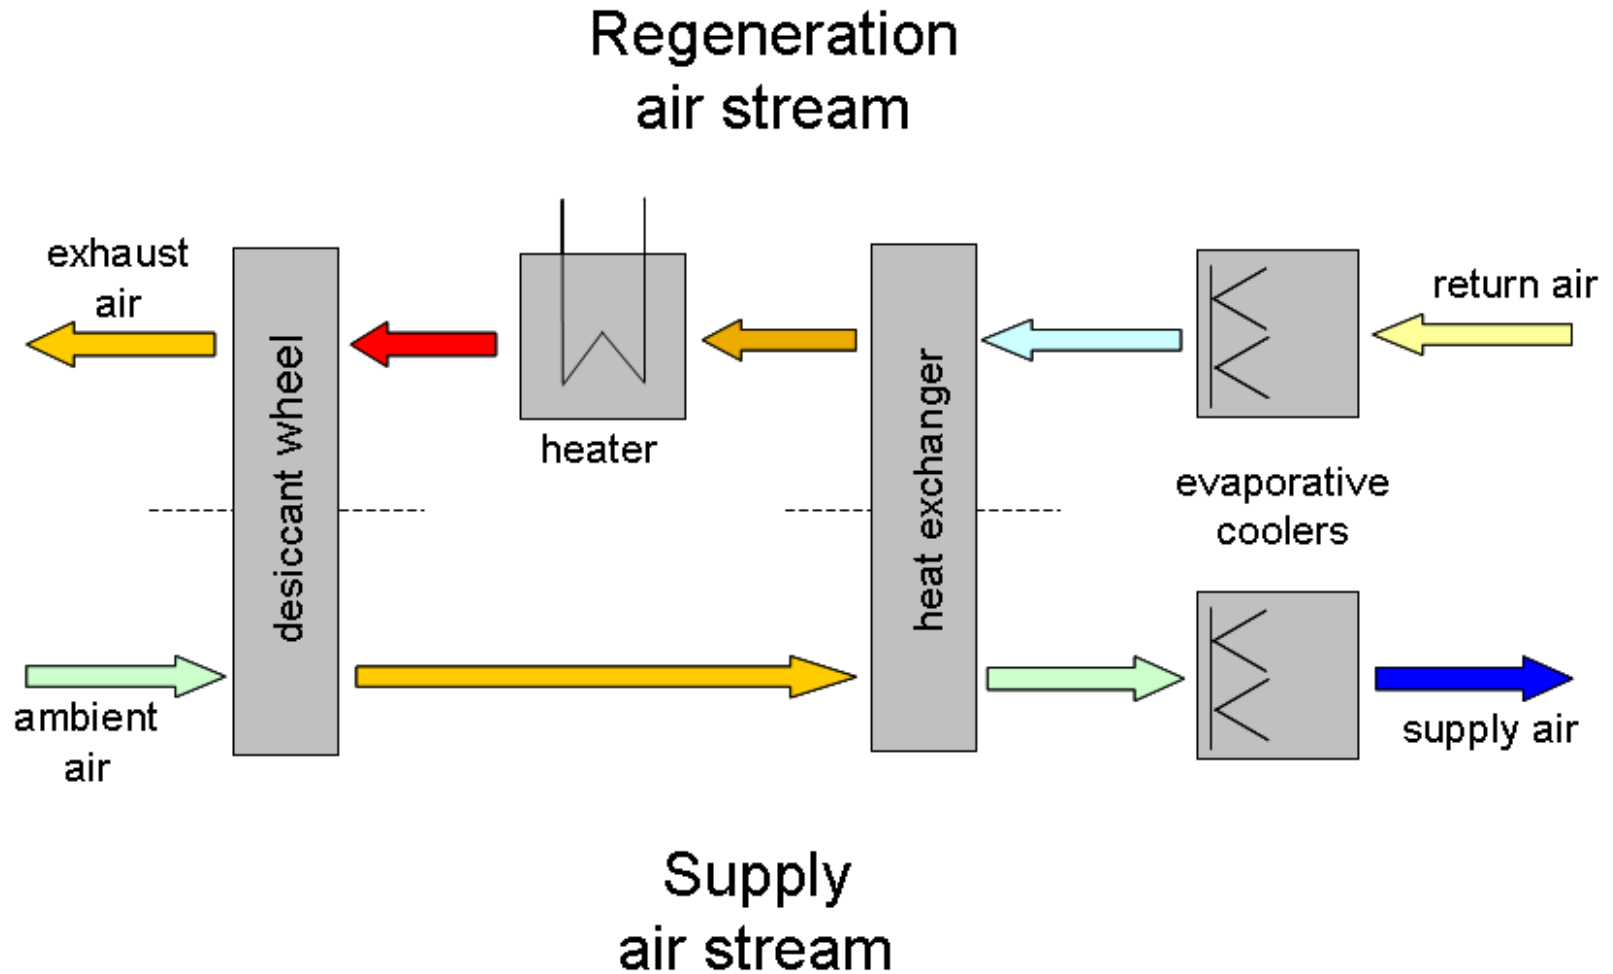 Regeneration
air stream
exhaust
air
return air
heater
desiccant wheel
heat exchanger
evaporative
coolers
ambient
air
supply air
Supply
air stream